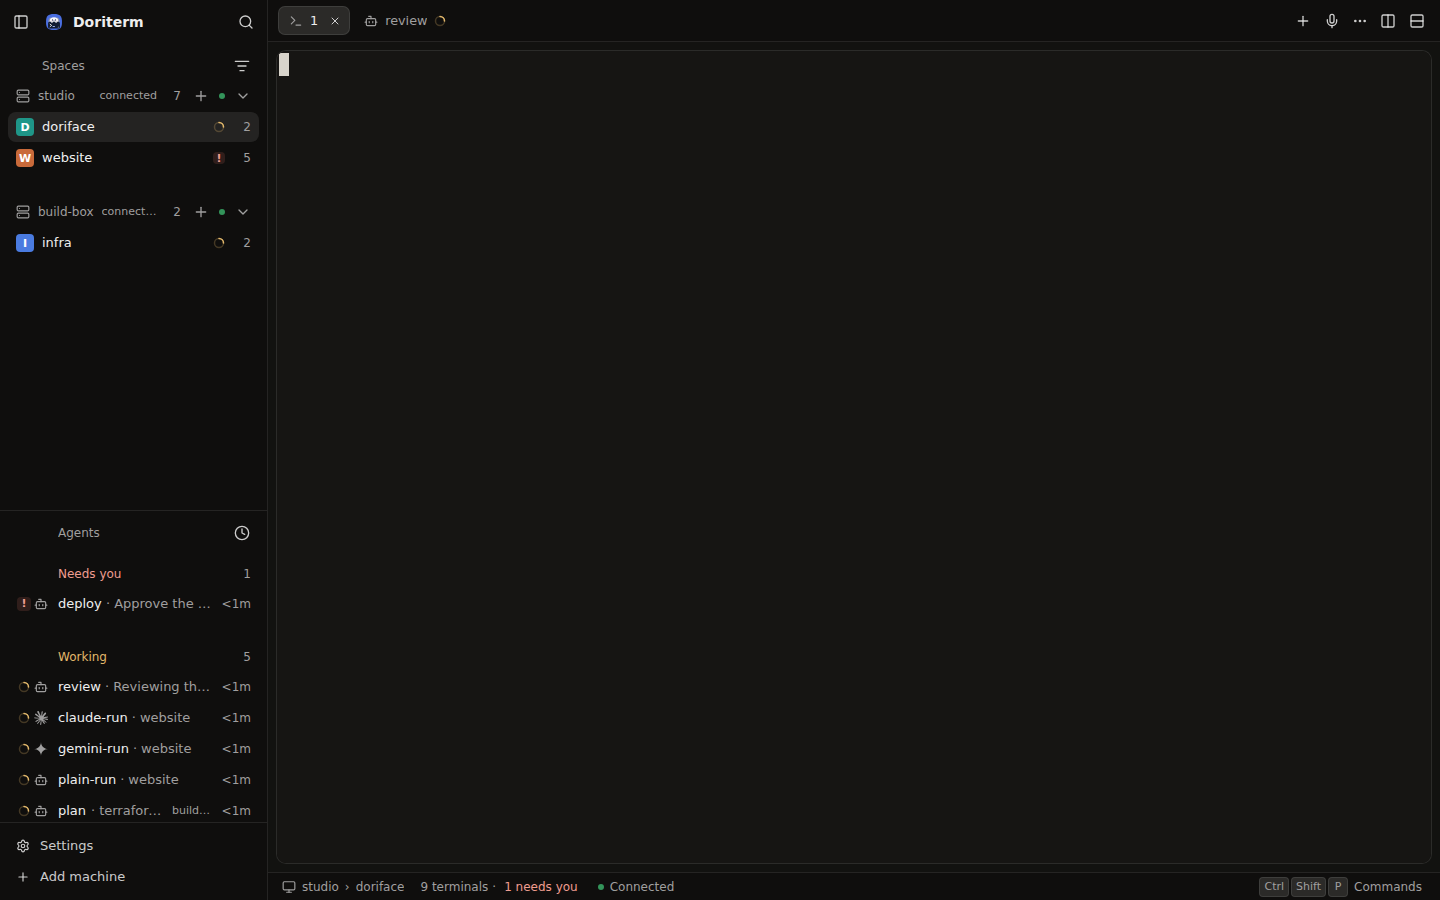 Doriterm
Spaces
studio connected 7
D doriface 2
W website ! 5
build-box connect... 2
I infra 2
Agents
Needs you 1
! deploy · Approve the ... <1m
Working 5
review · Reviewing th... <1m
claude-run · website <1m
gemini-run · website <1m
plain-run · website <1m
plan · terrafor... build... <1m
Settings
Add machine
1 review
studio › doriface 9 terminals · 1 needs you Connected Ctrl Shift P Commands